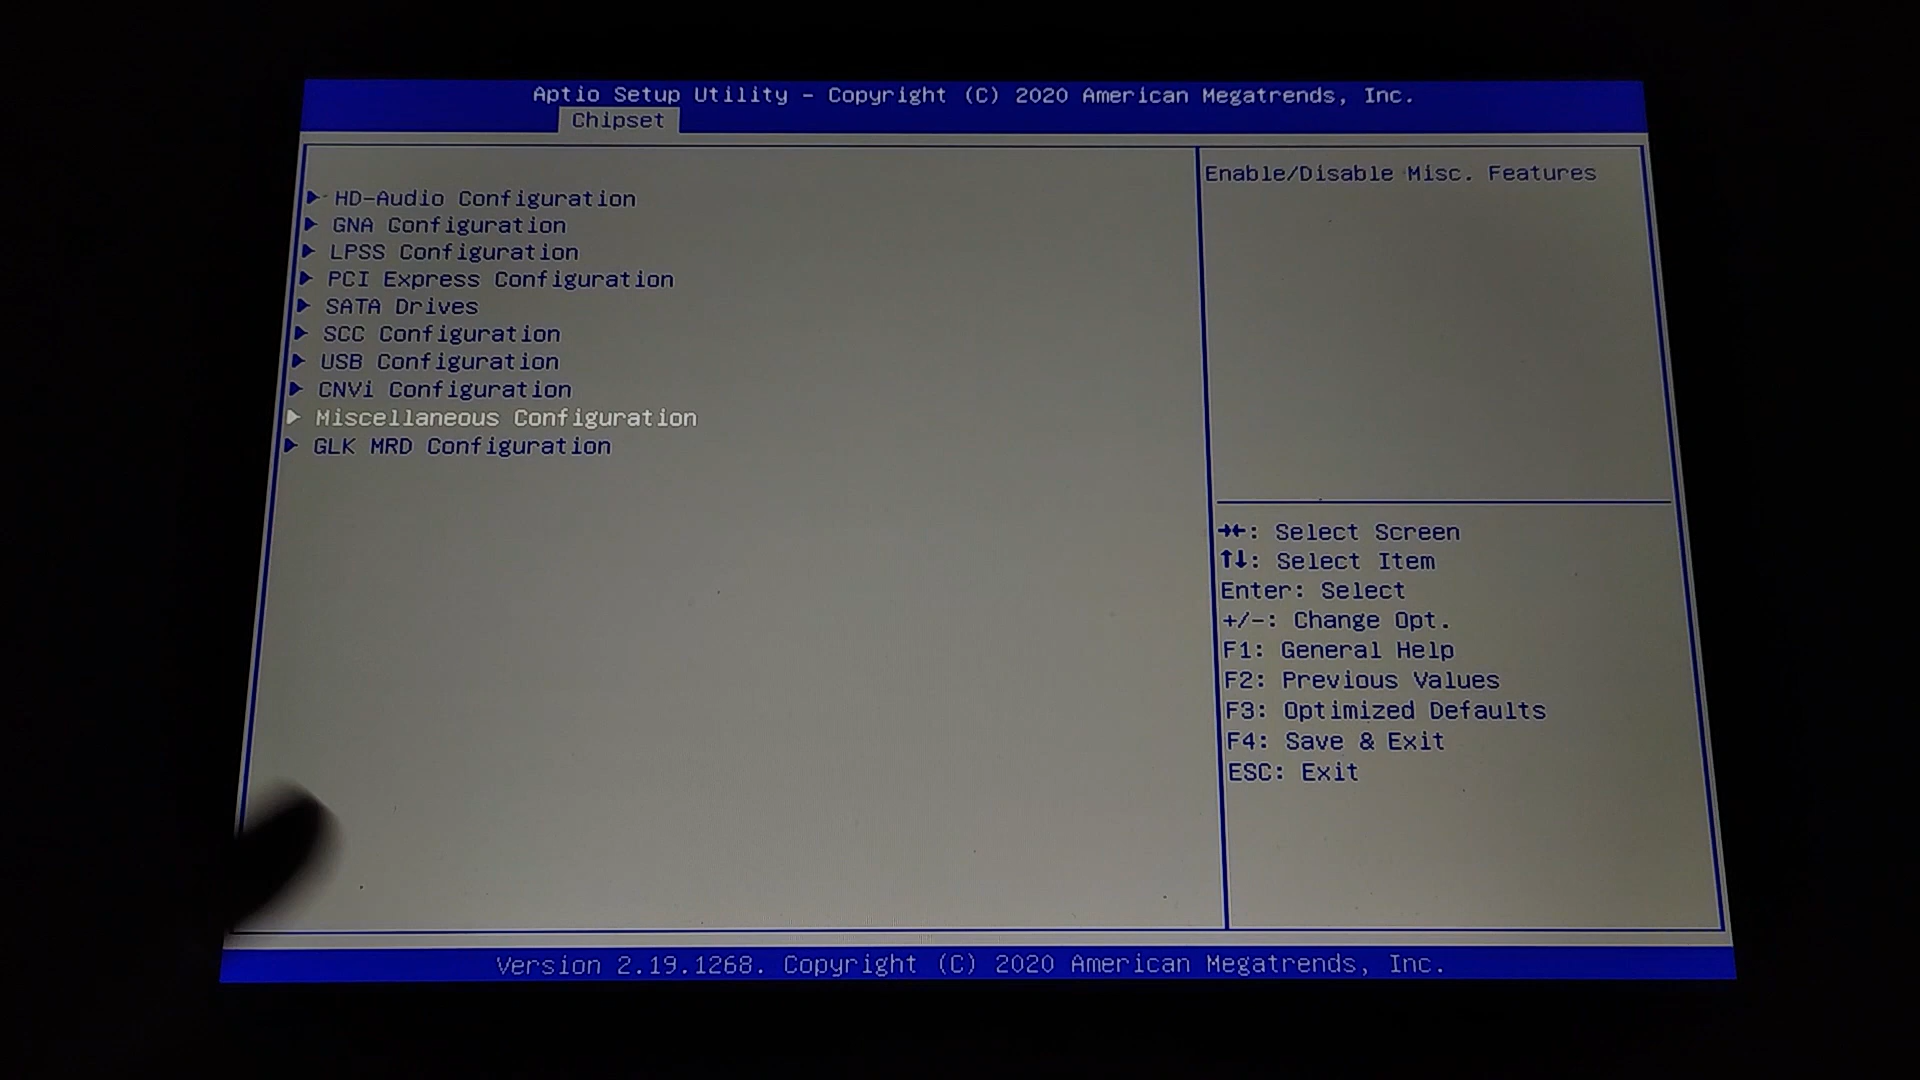 Aptio Setup Utility – Copyright (C) 2020 American Megatrends, Inc.
Chipset
HD-Audio Configuration
GNA Configuration
LPSS Configuration
PCI Express Configuration
SATA Drives
SCC Configuration
USB Configuration
CNVi Configuration
Miscellaneous Configuration
GLK MRD Configuration
Enable/Disable Misc. Features
→←: Select Screen
↑↓: Select Item
Enter: Select
+/-: Change Opt.
F1: General Help
F2: Previous Values
F3: Optimized Defaults
F4: Save & Exit
ESC: Exit
Version 2.19.1268. Copyright (C) 2020 American Megatrends, Inc.